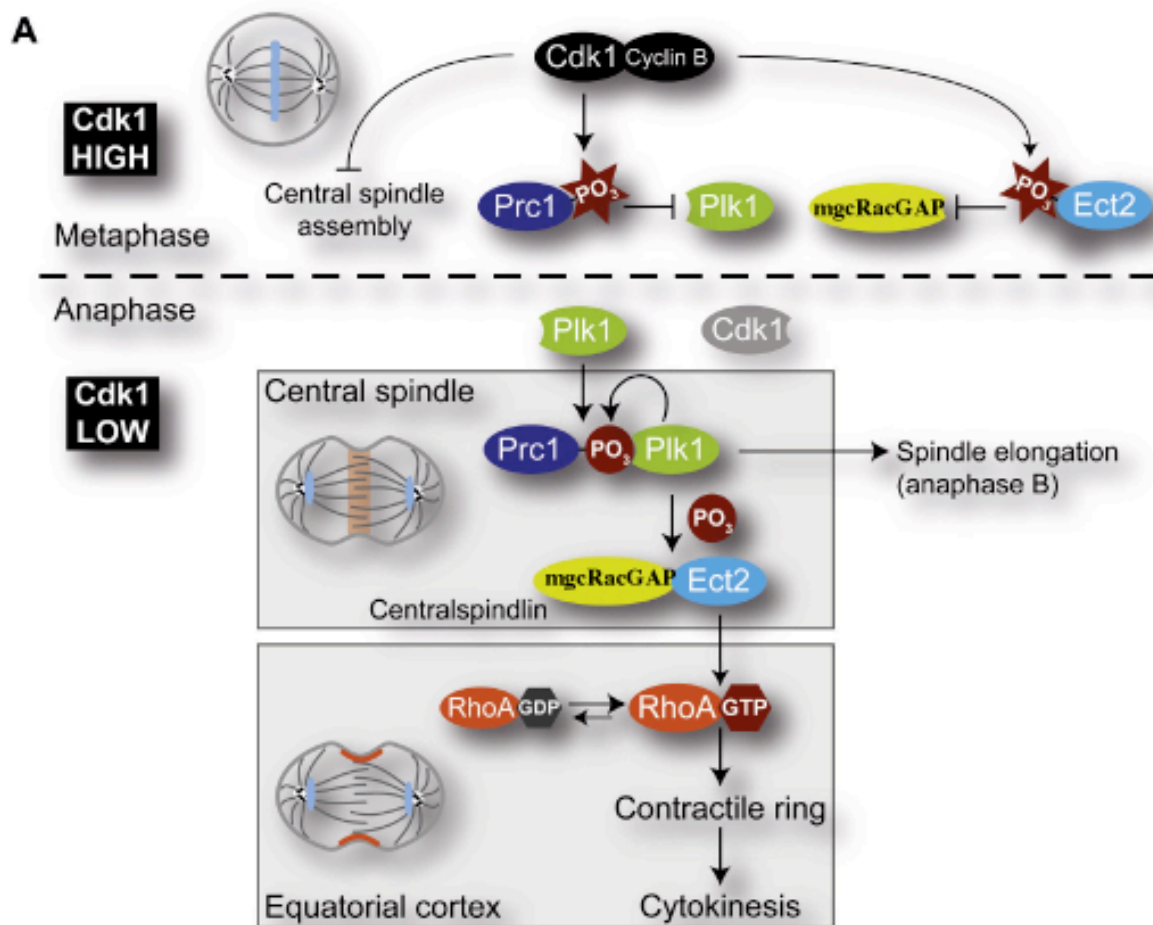 A
Cdk1 Cyclin B
Cdk1
HIGH
Central spindle
assembly
Prc1 PO3 Plk1
mgcRacGAP PO3 Ect2
Metaphase
Anaphase
Plk1 Cdk1
Cdk1
LOW
Central spindle
Prc1 PO3 Plk1
Spindle elongation
(anaphase B)
PO3
mgcRacGAP Ect2
Centralspindlin
RhoA GDP RhoA GTP
Contractile ring
Equatorial cortex
Cytokinesis